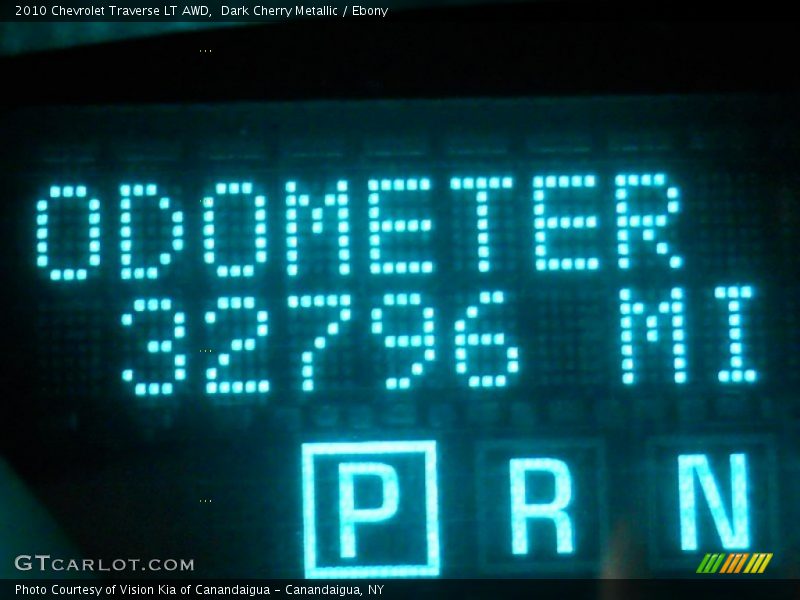 2010 Chevrolet Traverse LT AWD, Dark Cherry Metallic / Ebony
ODOMETER
32796 MI
P R N
GTCARLOT.COM
Photo Courtesy of Vision Kia of Canandaigua - Canandaigua, NY